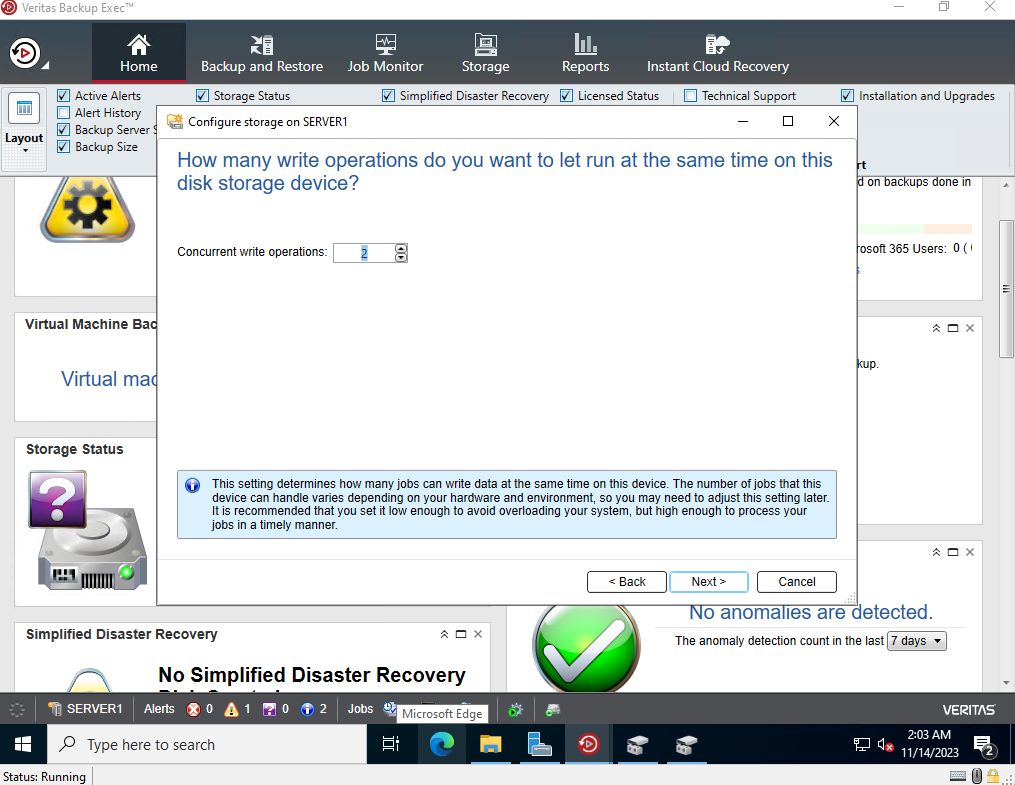 Veritas Backup Exec™
Home
Backup and Restore
Job Monitor
Storage
Reports
Instant Cloud Recovery
Layout
Active Alerts
Alert History
Backup Server S
Backup Size
Storage Status
Simplified Disaster Recovery
Licensed Status
Technical Support
Installation and Upgrades
Configure storage on SERVER1
How many write operations do you want to let run at the same time on this
disk storage device?
Concurrent write operations: 2
This setting determines how many jobs can write data at the same time on this device. The number of jobs that this
device can handle varies depending on your hardware and environment, so you may need to adjust this setting later.
It is recommended that you set it low enough to avoid overloading your system, but high enough to process your
jobs in a timely manner.
< Back
Next >
Cancel
rt
d on backups done in
rosoft 365 Users: 0 (
s
kup.
Virtual Machine Bac
Virtual mac
Storage Status
No anomalies are detected.
The anomaly detection count in the last 7 days
Simplified Disaster Recovery
No Simplified Disaster Recovery
SERVER1
Alerts 0 1 0 2
Jobs
Microsoft Edge
VERITAS
Type here to search
2:03 AM
11/14/2023
2
Status: Running